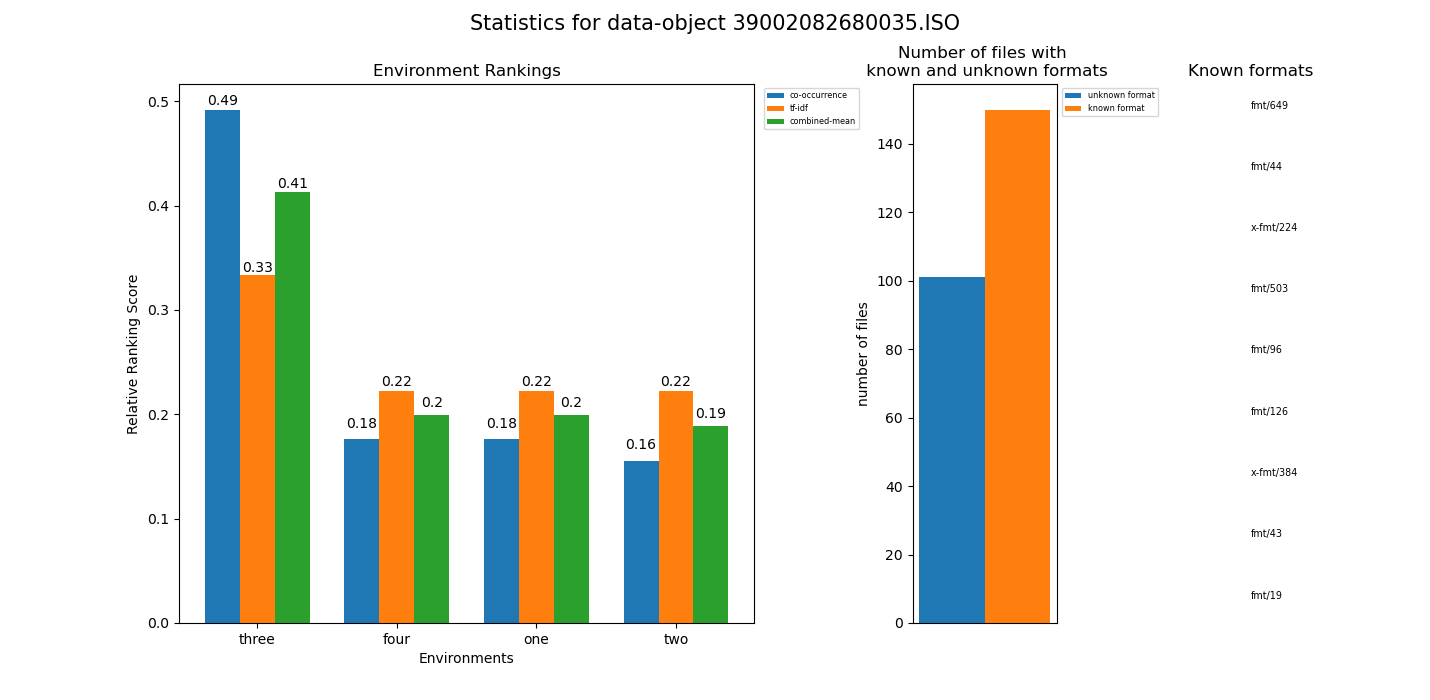 Statistics for data-object 39002082680035.ISO
Environment Rankings
0.5
0.4
0.3
0.2
0.1
0.0
Relative Ranking Score
0.49
0.33
0.41
0.18
0.22
0.2
0.18
0.22
0.2
0.16
0.22
0.19
three
four
one
two
Environments
co-occurrence
tf-idf
combined-mean
Number of files with
known and unknown formats
140
120
100
80
60
40
20
0
number of files
unknown format
known format
Known formats
fmt/649
fmt/44
x-fmt/224
fmt/503
fmt/96
fmt/126
x-fmt/384
fmt/43
fmt/19